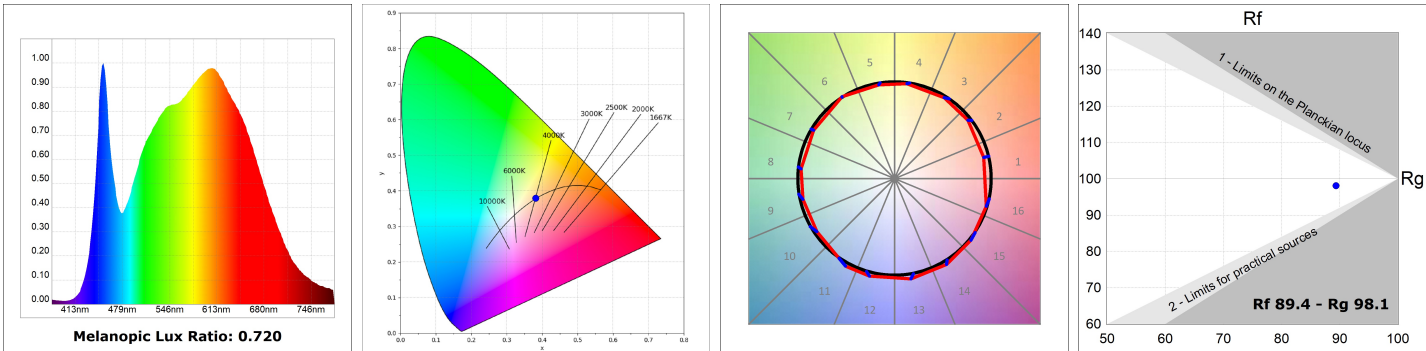 1.00
0.90
0.80
0.70
0.60
0.50
0.40
0.30
0.20
0.10
0.00
413nm 479nm 546nm 613nm 680nm 746nm
Melanopic Lux Ratio: 0.720
0.9
0.8
0.7
0.6
0.5
0.4
0.3
0.2
0.1
0.0
y
0.0 0.1 0.2 0.3 0.4 0.5 0.6 0.7 0.8
x
10000K
6000K
4000K
3000K
2500K
2000K
1667K
1
2
3
4
5
6
7
8
9
10
11
12
13
14
15
16
Rf
140
130
120
110
100
90
80
70
60
50 60 70 80 90 100
Rg
1 - Limits on the Planckian locus
2 - Limits for practical sources
Rf 89.4 - Rg 98.1